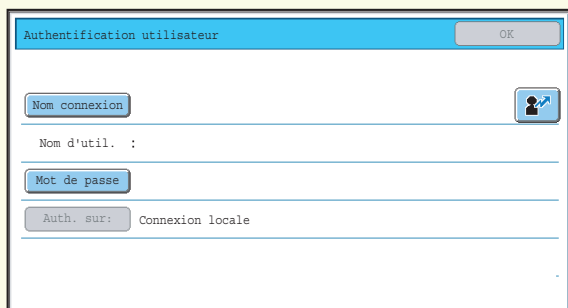 Authentification utilisateur OK
Nom connexion
Nom d'util. :
Mot de passe
Auth. sur: Connexion locale